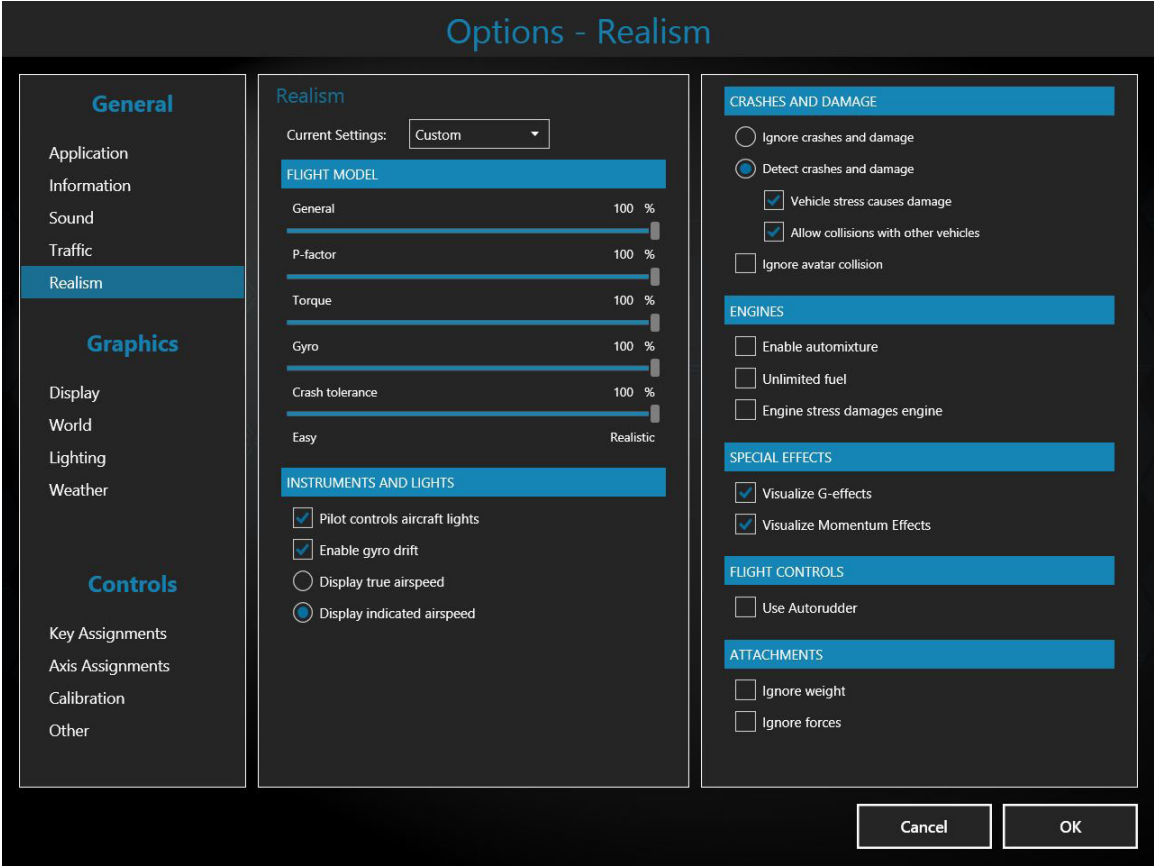 Options - Realism
General
Application
Information
Sound
Traffic
Realism
Graphics
Display
World
Lighting
Weather
Controls
Key Assignments
Axis Assignments
Calibration
Other
Realism
Current Settings: Custom
FLIGHT MODEL
General 100 %
P-factor 100 %
Torque 100 %
Gyro 100 %
Crash tolerance 100 %
Easy Realistic
INSTRUMENTS AND LIGHTS
Pilot controls aircraft lights
Enable gyro drift
Display true airspeed
Display indicated airspeed
CRASHES AND DAMAGE
Ignore crashes and damage
Detect crashes and damage
Vehicle stress causes damage
Allow collisions with other vehicles
Ignore avatar collision
ENGINES
Enable automixture
Unlimited fuel
Engine stress damages engine
SPECIAL EFFECTS
Visualize G-effects
Visualize Momentum Effects
FLIGHT CONTROLS
Use Autorudder
ATTACHMENTS
Ignore weight
Ignore forces
Cancel OK